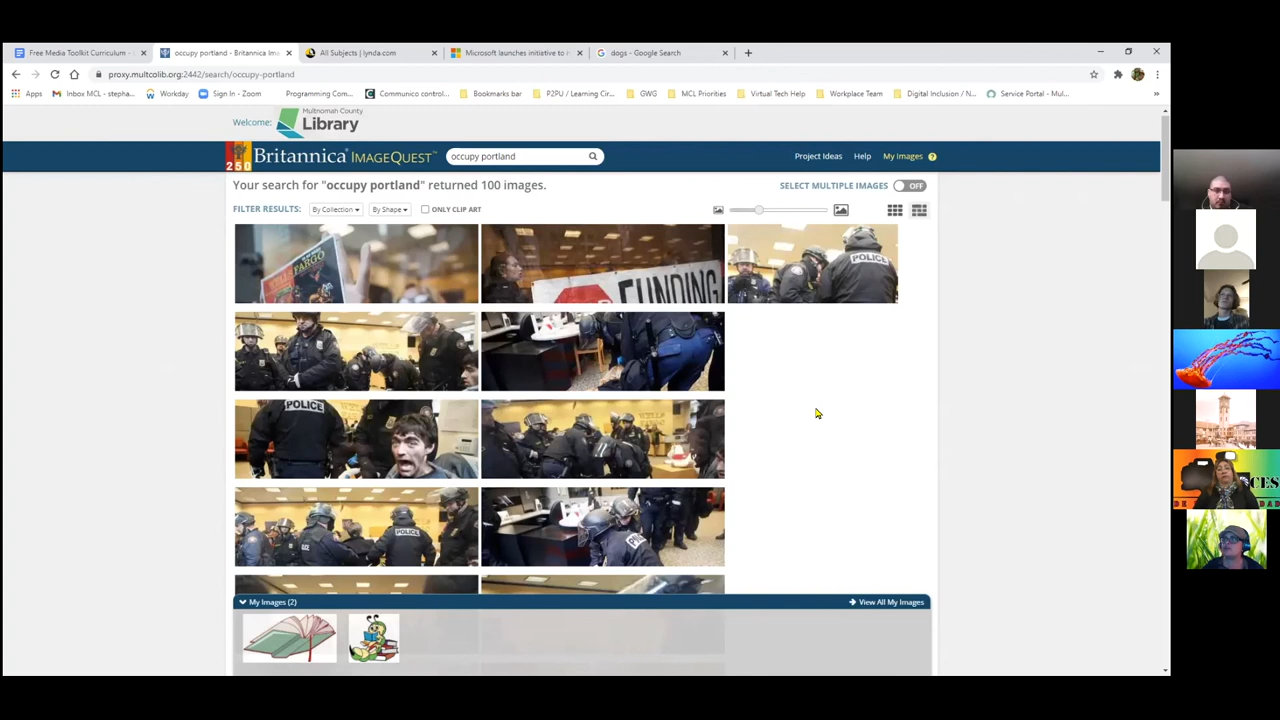 Free Media Toolkit Curriculum -
occupy portland - Britannica Im
All Subjects | lynda.com
Microsoft launches initiative to
dogs - Google Search
proxy.multcolib.org:2442/search/occupy-portland
Apps
Inbox MCL - stepha...
Workday
Sign In - Zoom
Programming Com...
Communico control...
Bookmarks bar
P2PU / Learning Cir...
GWG
MCL Priorities
Virtual Tech Help
Workplace Team
Digital Inclusion / N...
Service Portal - Mul...
Welcome:
Multnomah County
Library
250
Britannica ImageQuest™
occupy portland
Project Ideas
Help
My Images
Your search for "occupy portland" returned 100 images.
SELECT MULTIPLE IMAGES
OFF
FILTER RESULTS:
By Collection
By Shape
ONLY CLIP ART
FARGO
FUNDING
POLICE
POLICE
POLICE
My Images (2)
View All My Images